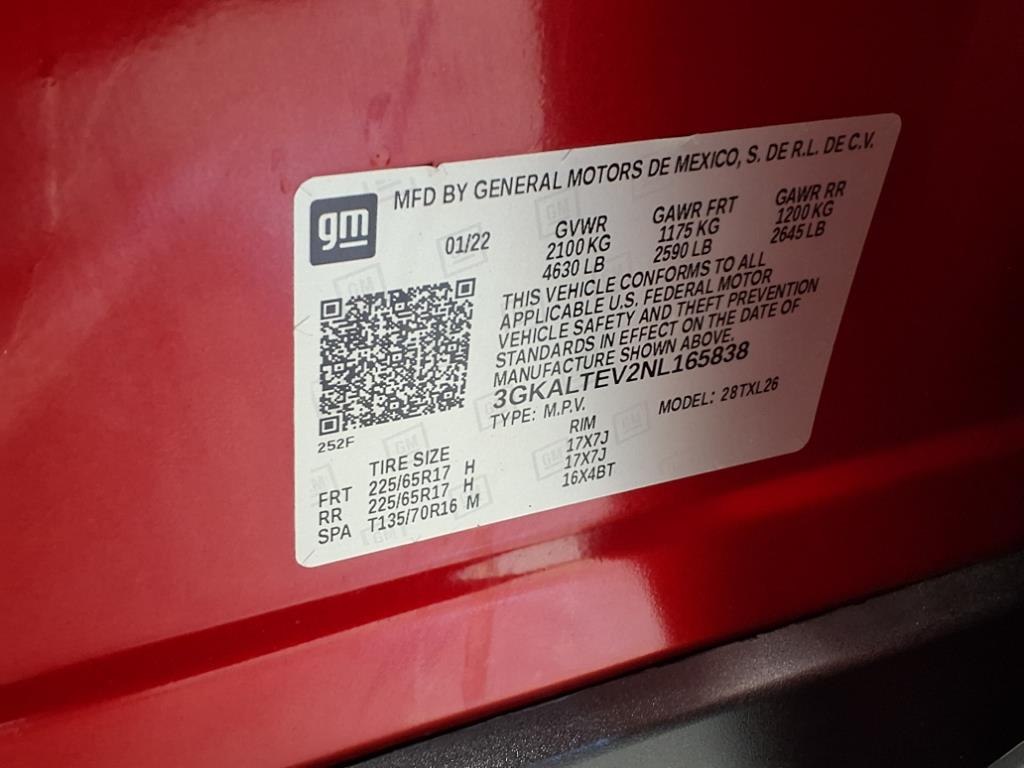 gm
MFD BY GENERAL MOTORS DE MEXICO, S. DE R.L. DE C.V.
01/22
GVWR GAWR FRT GAWR RR
2100 KG 1175 KG 1200 KG
4630 LB 2590 LB 2645 LB
THIS VEHICLE CONFORMS TO ALL
APPLICABLE U.S. FEDERAL MOTOR
VEHICLE SAFETY AND THEFT PREVENTION
STANDARDS IN EFFECT ON THE DATE OF
MANUFACTURE SHOWN ABOVE.
3GKALTEV2NL165838
TYPE: M.P.V. MODEL: 28TXL26
252F
TIRE SIZE RIM
FRT 225/65R17 H 17X7J
RR 225/65R17 H 17X7J
SPA T135/70R16 M 16X4BT